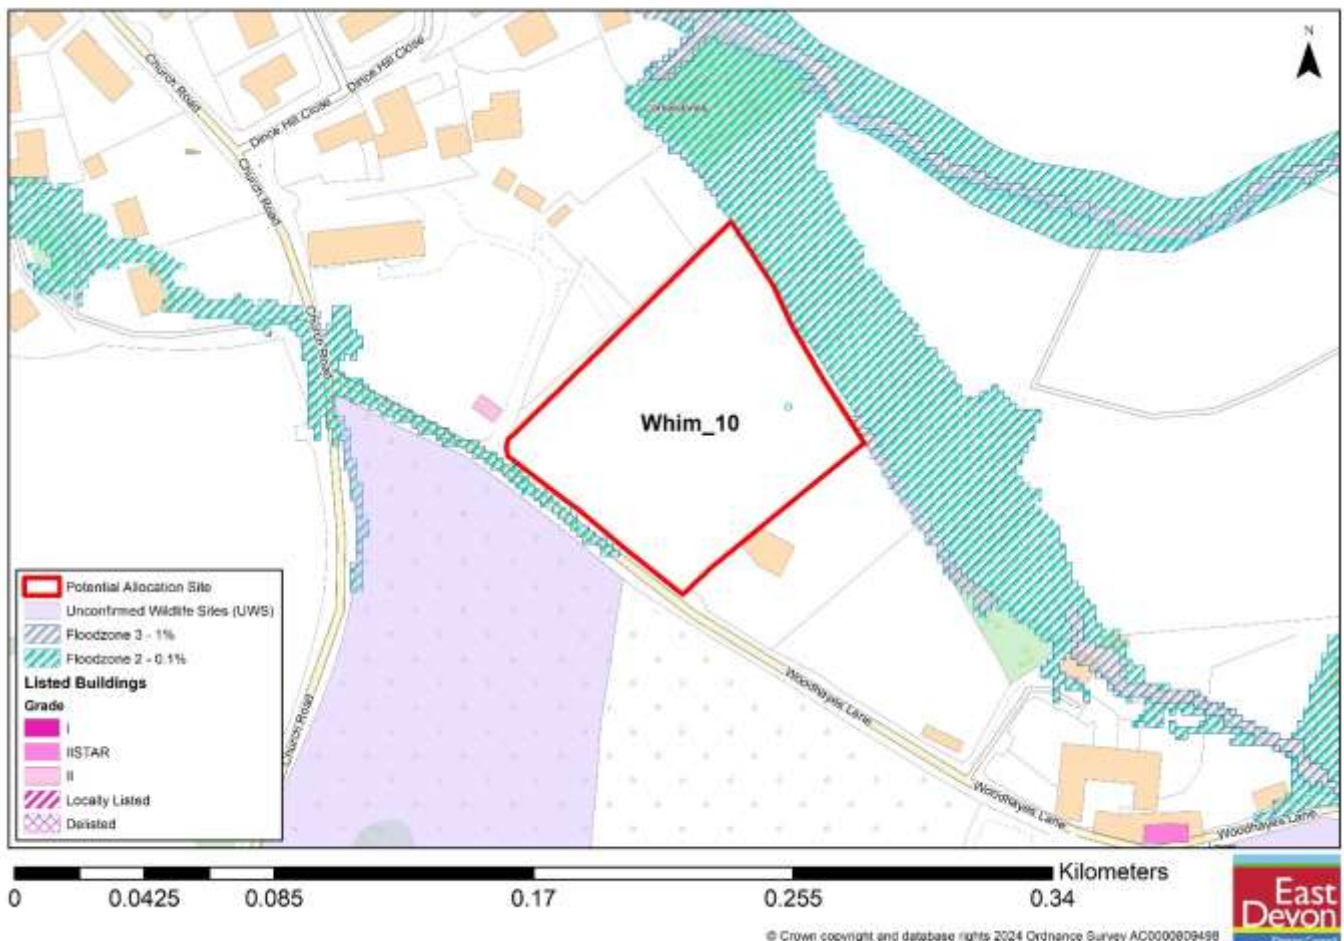 N
Church Road
Dince Hill Close
Dince Hill Close
Church Road
Church Road
Whim_10
Church Road
Woodhayes Lane
Woodhayes Lane
Woodhayes Lane
Potential Allocation Site
Unconfirmed Wildlife Sites (UWS)
Floodzone 3 - 1%
Floodzone 2 - 0.1%
Listed Buildings
Grade
I
IISTAR
II
Locally Listed
Delisted
Kilometers
0 0.0425 0.085 0.17 0.255 0.34
East
Devon
© Crown copyright and database rights 2024 Ordnance Survey AC0000809498